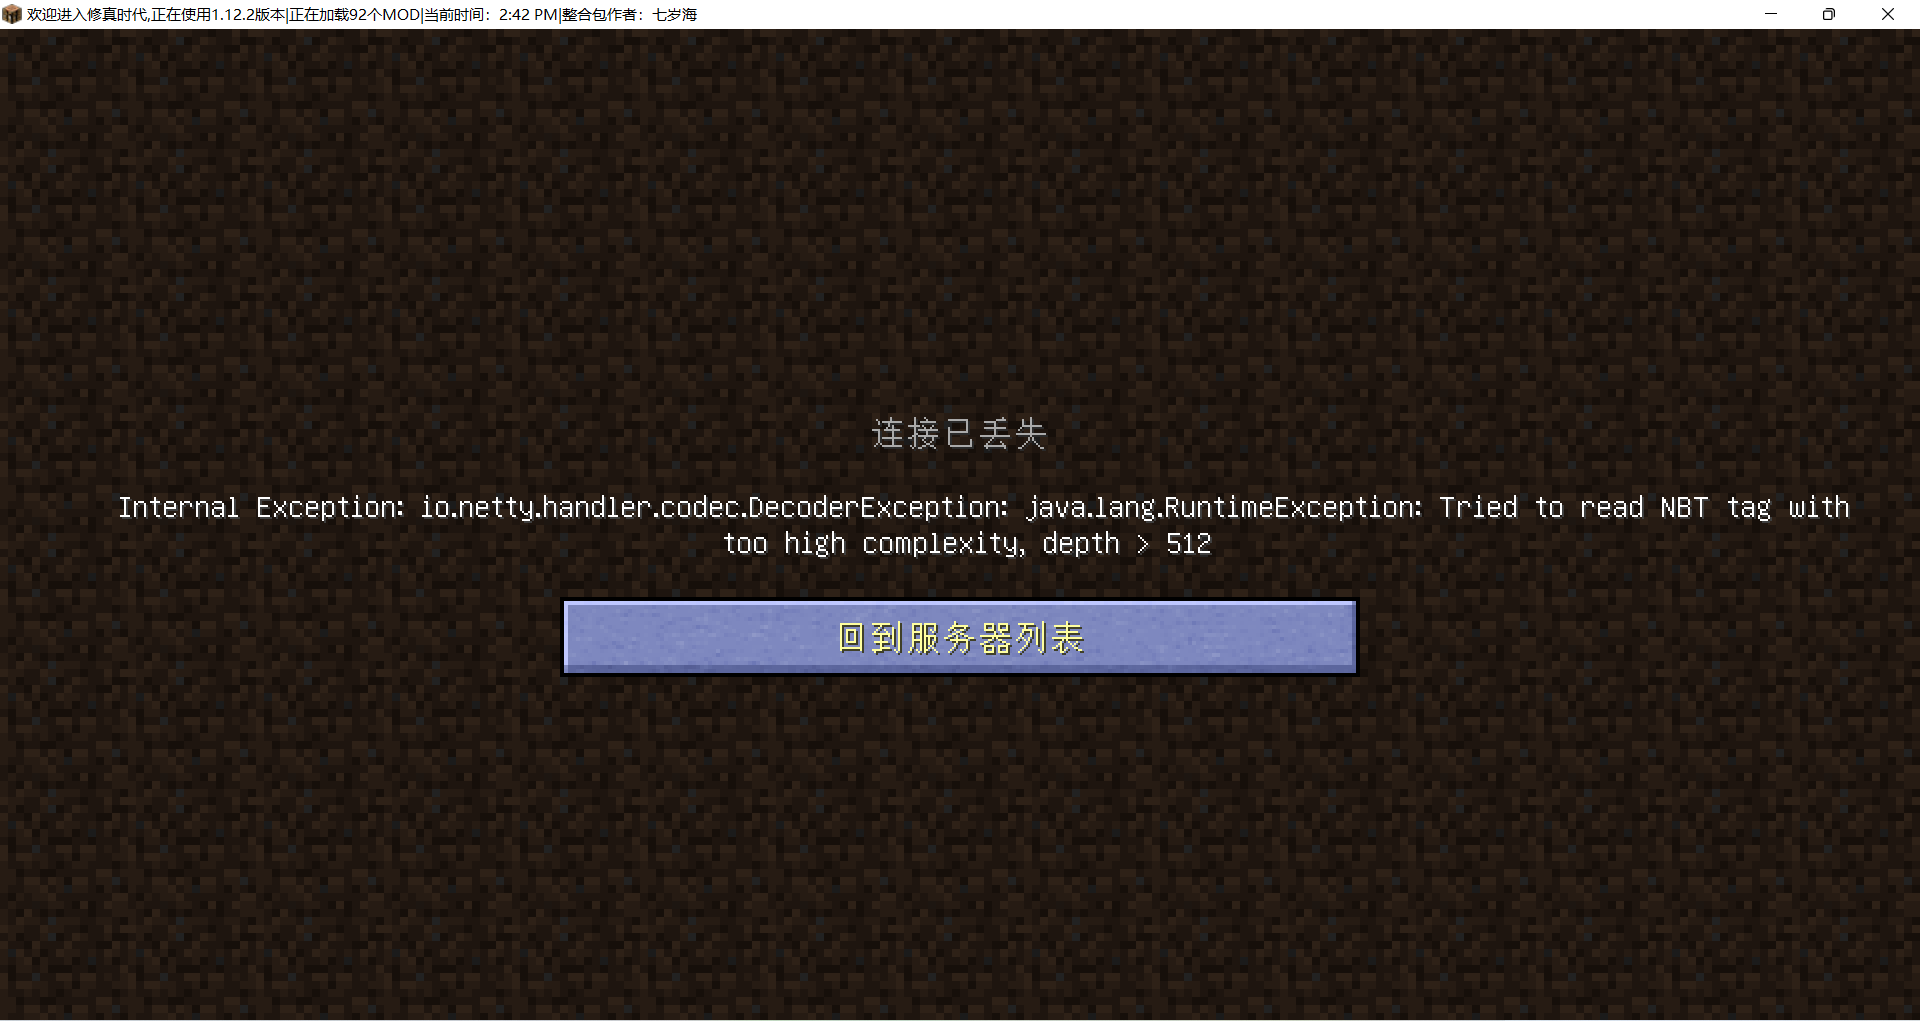 欢迎进入修真时代,正在使用1.12.2版本|正在加载92个MOD|当前时间：2:42 PM|整合包作者：七岁海
连接已丢失
Internal Exception: io.netty.handler.codec.DecoderException: java.lang.RuntimeException: Tried to read NBT tag with
too high complexity, depth > 512
回到服务器列表